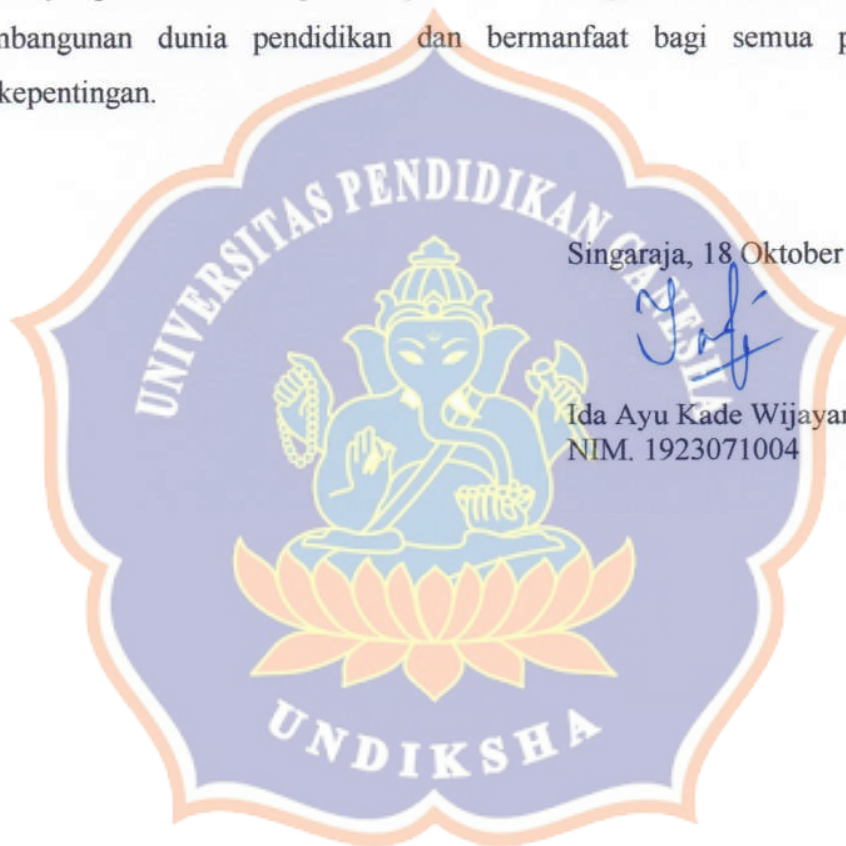 mbangunan dunia pendidikan dan bermanfaat bagi semua p
kepentingan.
UNIVERSITAS PENDIDIKAN GANESHA
Singaraja, 18 Oktober
Ida Ayu Kade Wijayan
NIM. 1923071004
UNDIKSHA